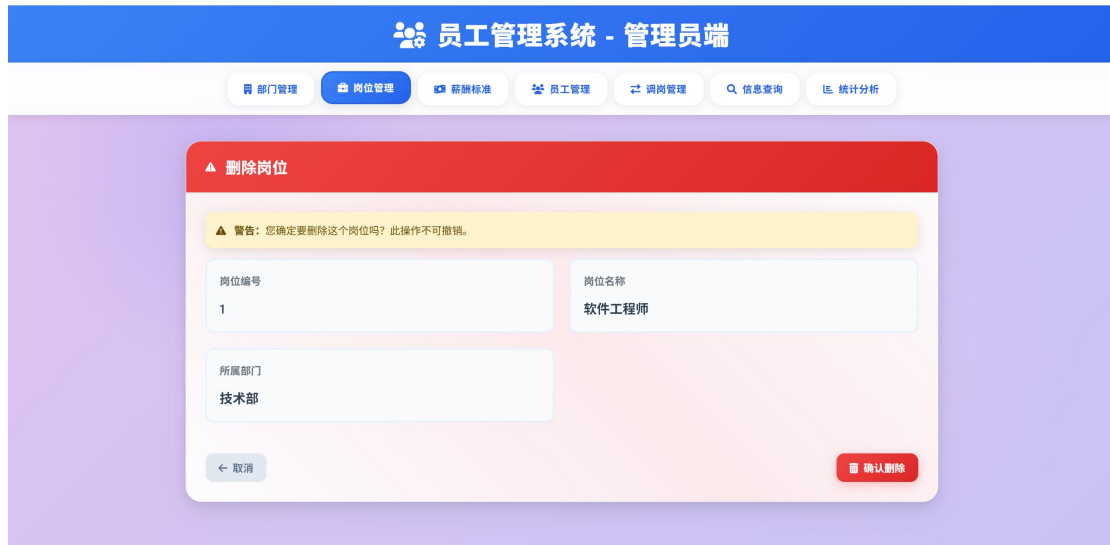 员工管理系统 - 管理员端
部门管理 岗位管理 薪酬标准 员工管理 调岗管理 信息查询 统计分析
删除岗位
警告：您确定要删除这个岗位吗？此操作不可撤销。
岗位编号 岗位名称
1 软件工程师
所属部门
技术部
取消 确认删除